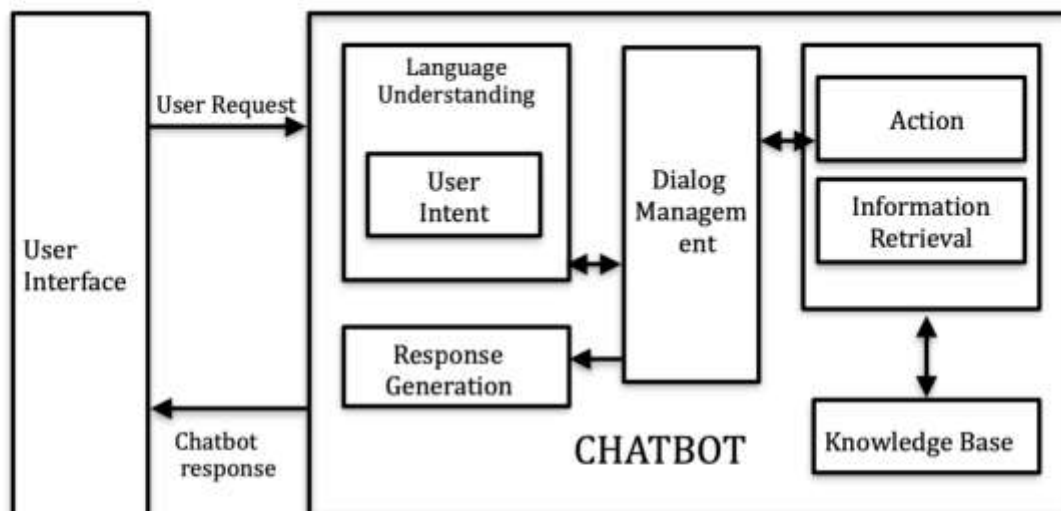 User
Interface
User Request
Chatbot
response
Language
Understanding
User
Intent
Response
Generation
Dialog
Managem
ent
Action
Information
Retrieval
Knowledge Base
CHATBOT